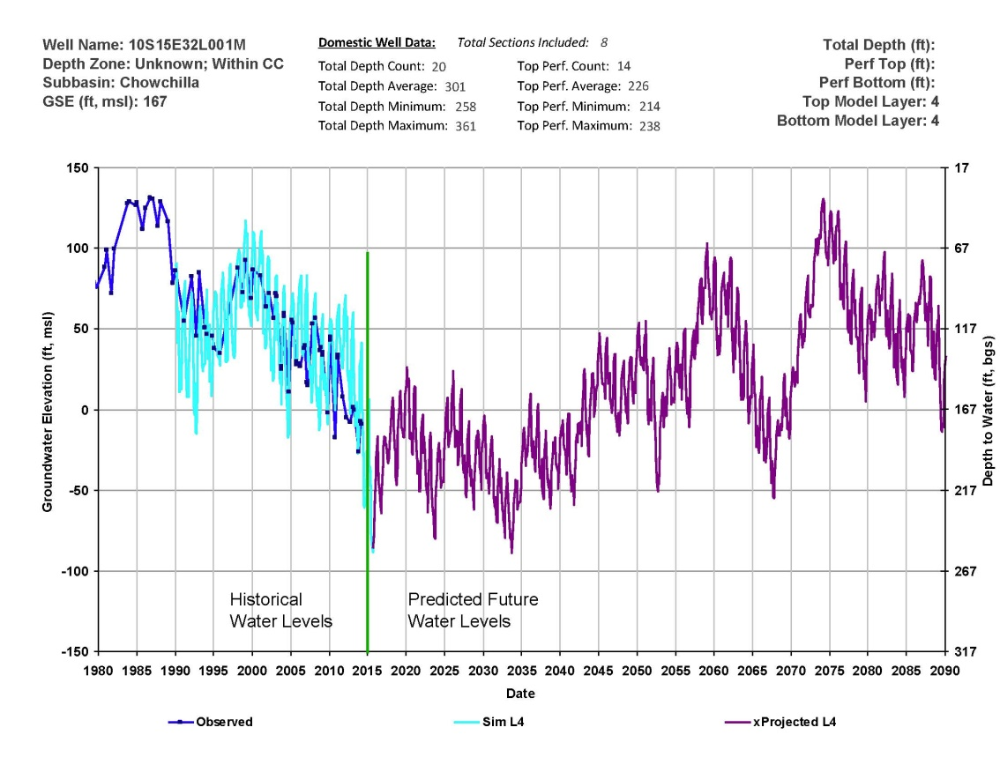 Well Name: 10S15E32L001M
Depth Zone: Unknown; Within CC
Subbasin: Chowchilla
GSE (ft, msl): 167
Domestic Well Data: Total Sections Included: 8
Total Depth Count: 20 Top Perf. Count: 14
Total Depth Average: 301 Top Perf. Average: 226
Total Depth Minimum: 258 Top Perf. Minimum: 214
Total Depth Maximum: 361 Top Perf. Maximum: 238
Total Depth (ft):
Perf Top (ft):
Perf Bottom (ft):
Top Model Layer: 4
Bottom Model Layer: 4
Groundwater Elevation (ft, msl)
150
100
50
0
-50
-100
-150
17
67
117
167
217
267
317
Depth to Water (ft, bgs)
Historical
Water Levels
Predicted Future
Water Levels
1980 1985 1990 1995 2000 2005 2010 2015 2020 2025 2030 2035 2040 2045 2050 2055 2060 2065 2070 2075 2080 2085 2090
Date
Observed Sim L4 xProjected L4